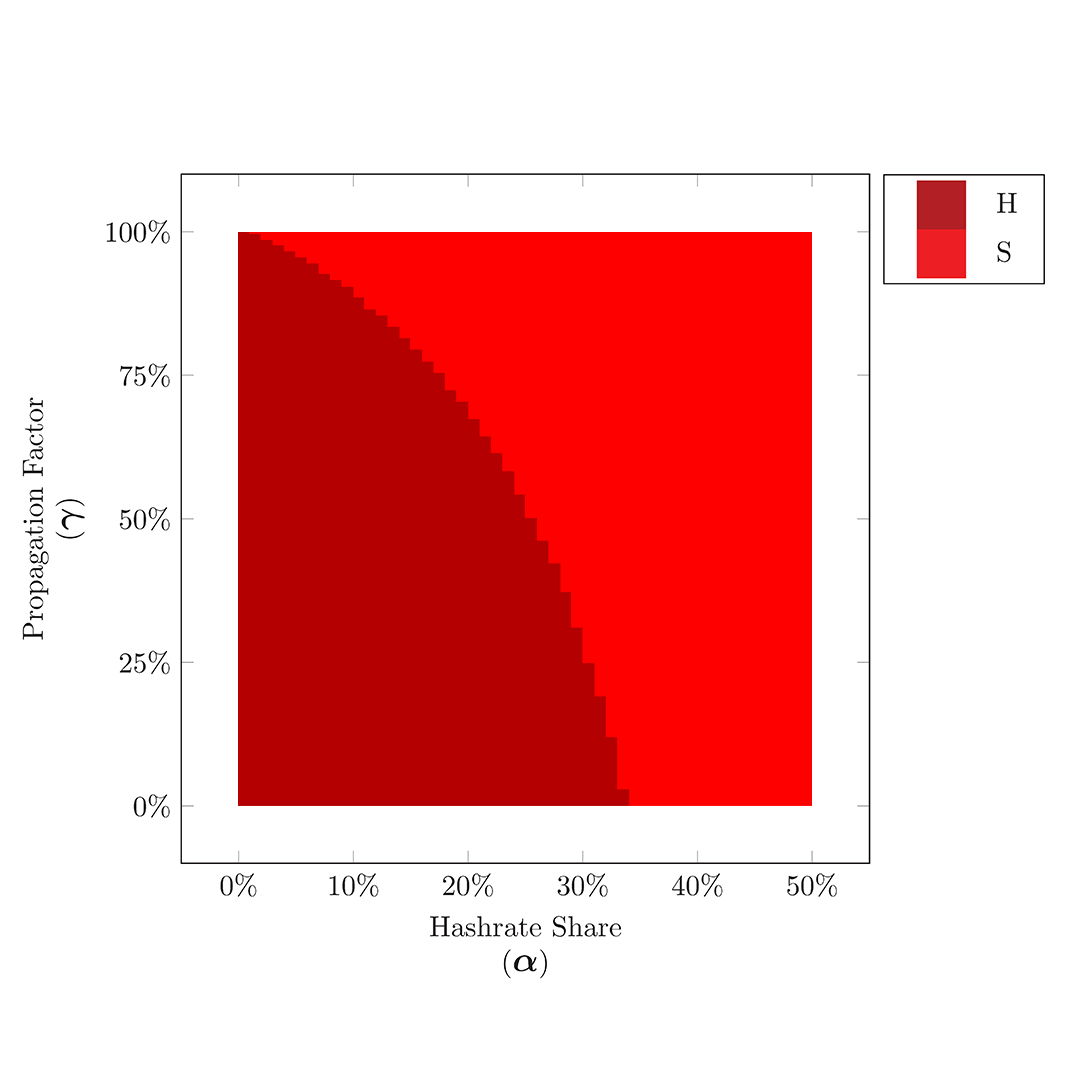 H
S
100%
75%
50%
25%
0%
Propagation Factor
(γ)
0% 10% 20% 30% 40% 50%
Hashrate Share
(α)